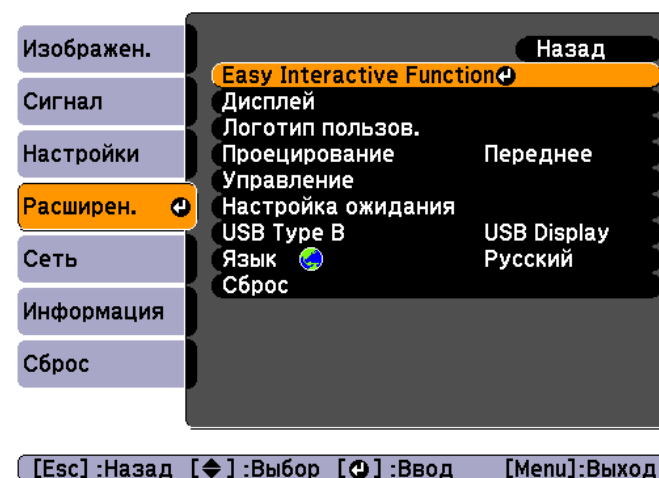 Изображен.
Сигнал
Настройки
Расширен.
Сеть
Информация
Сброс
Назад
Easy Interactive Function
Дисплей
Логотип пользов.
Проецирование Переднее
Управление
Настройка ожидания
USB Type B USB Display
Язык Русский
Сброс
[Esc] :Назад [ ] :Выбор [ ] :Ввод [Menu]:Выход